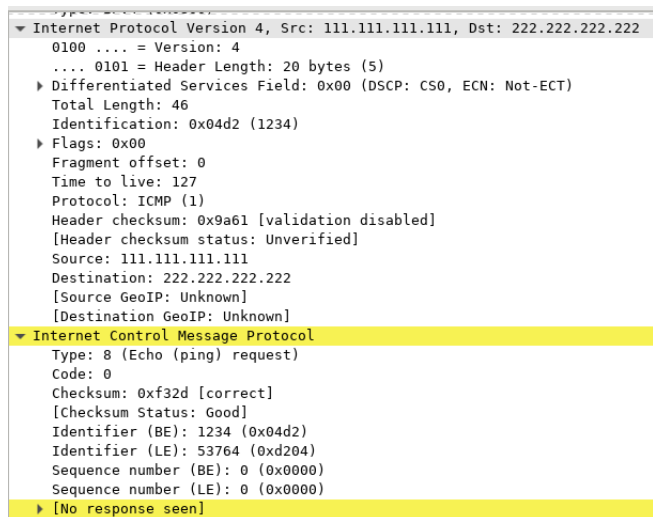 Internet Protocol Version 4, Src: 111.111.111.111, Dst: 222.222.222.222
0100 .... = Version: 4
.... 0101 = Header Length: 20 bytes (5)
Differentiated Services Field: 0x00 (DSCP: CS0, ECN: Not-ECT)
Total Length: 46
Identification: 0x04d2 (1234)
Flags: 0x00
Fragment offset: 0
Time to live: 127
Protocol: ICMP (1)
Header checksum: 0x9a61 [validation disabled]
[Header checksum status: Unverified]
Source: 111.111.111.111
Destination: 222.222.222.222
[Source GeoIP: Unknown]
[Destination GeoIP: Unknown]
Internet Control Message Protocol
Type: 8 (Echo (ping) request)
Code: 0
Checksum: 0xf32d [correct]
[Checksum Status: Good]
Identifier (BE): 1234 (0x04d2)
Identifier (LE): 53764 (0xd204)
Sequence number (BE): 0 (0x0000)
Sequence number (LE): 0 (0x0000)
[No response seen]